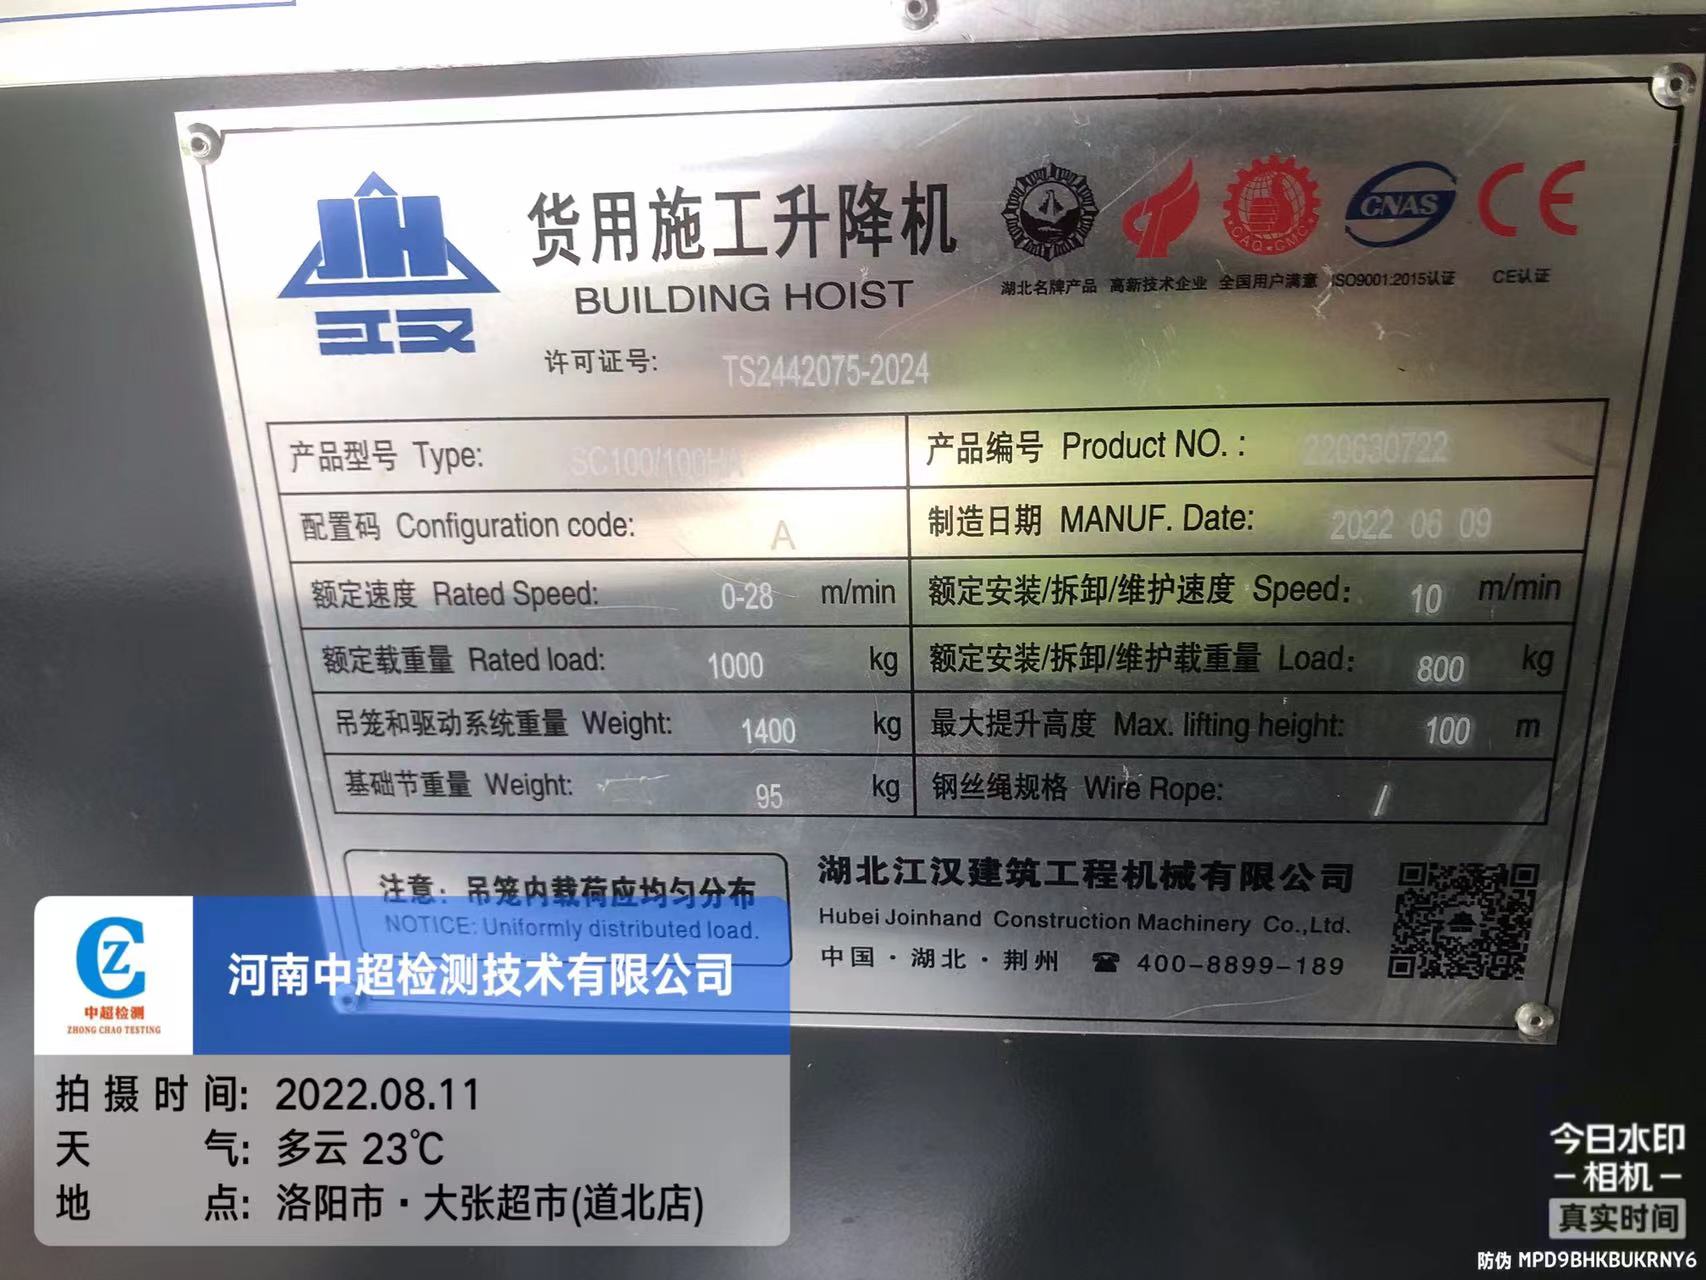 JH
江汉
货用施工升降机
BUILDING HOIST
湖北名牌产品 高新技术企业 全国用户满意 ISO9001:2015认证 CE认证
CAQ GMC
CNAS
CE
许可证号: TS2442075-2024
产品型号 Type: SC100/100HA 产品编号 Product NO.: 220630722
配置码 Configuration code: A 制造日期 MANUF. Date: 2022 06 09
额定速度 Rated Speed: 0-28 m/min 额定安装/拆卸/维护速度 Speed: 10 m/min
额定载重量 Rated load: 1000 kg 额定安装/拆卸/维护载重量 Load: 800 kg
吊笼和驱动系统重量 Weight: 1400 kg 最大提升高度 Max. lifting height: 100 m
基础节重量 Weight: 95 kg 钢丝绳规格 Wire Rope: /
注意: 吊笼内载荷应均匀分布
NOTICE: Uniformly distributed load.
湖北江汉建筑工程机械有限公司
Hubei Joinhand Construction Machinery Co.,Ltd.
中国·湖北·荆州 ☎ 400-8899-189
中超检测
ZHONG CHAO TESTING
河南中超检测技术有限公司
拍摄时间: 2022.08.11
天气: 多云 23℃
地点: 洛阳市·大张超市(道北店)
今日水印
-相机-
真实时间
防伪 MPD9BHKBUKRNY6